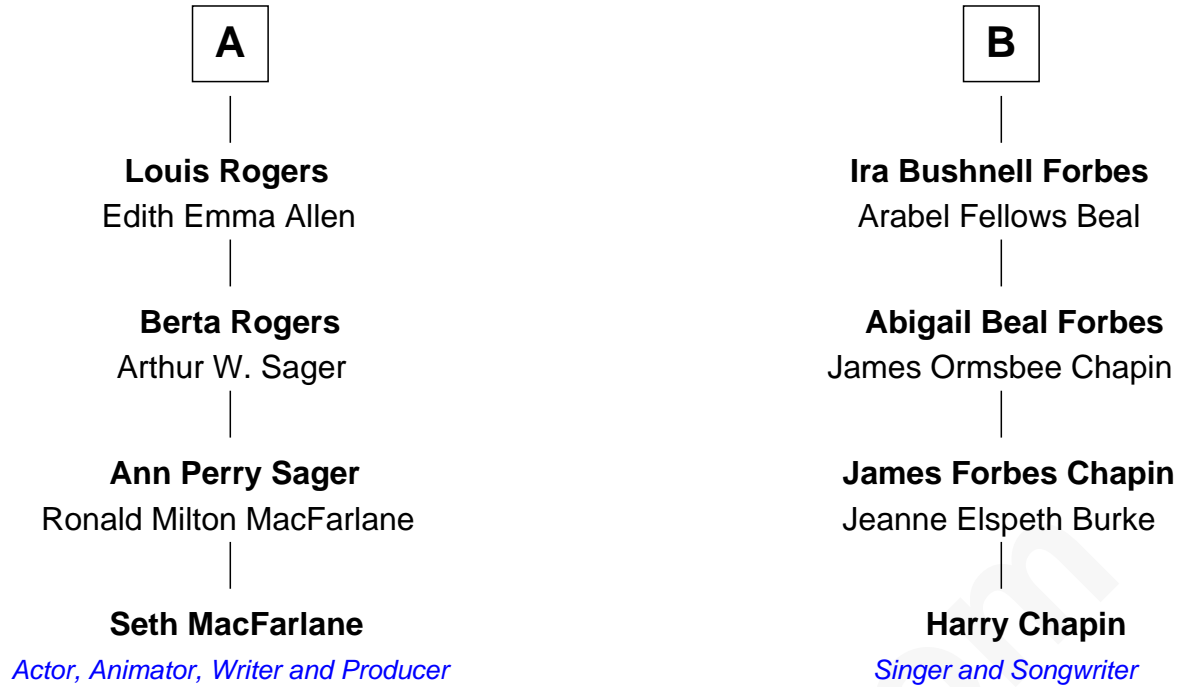 A
Louis Rogers
Edith Emma Allen
Berta Rogers
Arthur W. Sager
Ann Perry Sager
Ronald Milton MacFarlane
Seth MacFarlane
Actor, Animator, Writer and Producer
B
Ira Bushnell Forbes
Arabel Fellows Beal
Abigail Beal Forbes
James Ormsbee Chapin
James Forbes Chapin
Jeanne Elspeth Burke
Harry Chapin
Singer and Songwriter